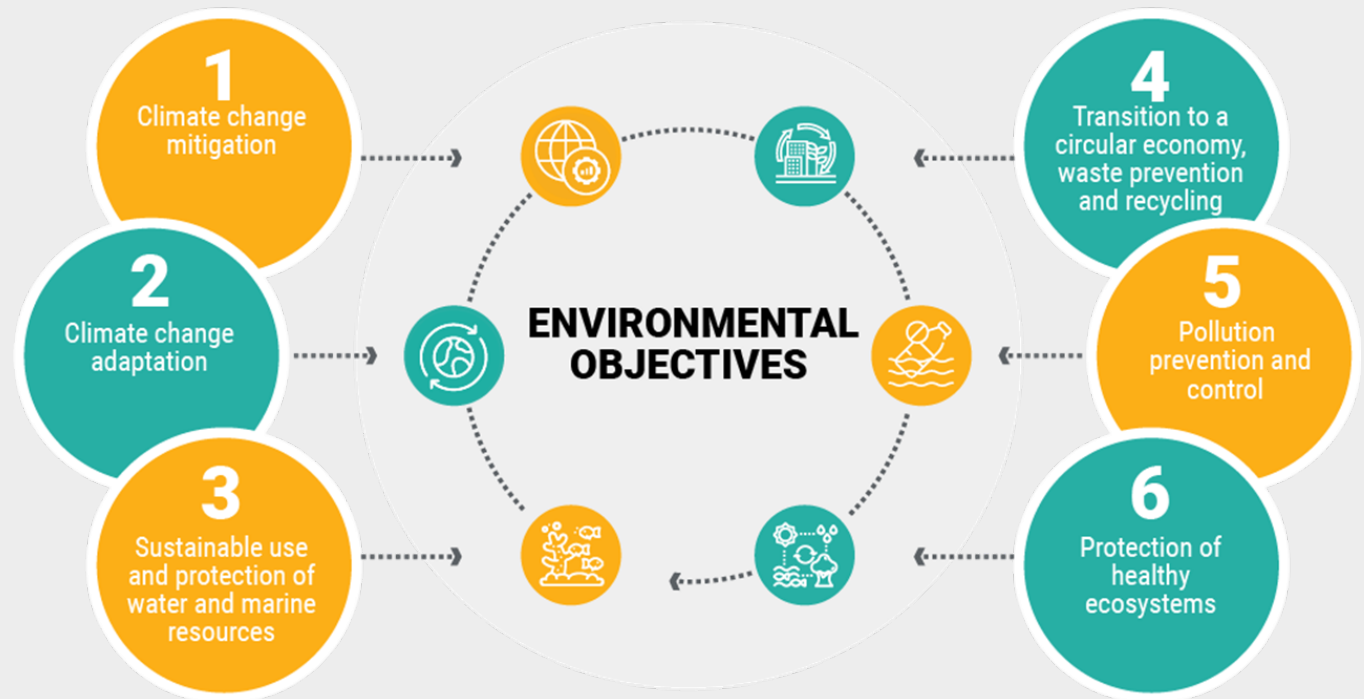 1
Climate change
mitigation
2
Climate change
adaptation
3
Sustainable use
and protection of
water and marine
resources
ENVIRONMENTAL
OBJECTIVES
4
Transition to a
circular economy,
waste prevention
and recycling
5
Pollution
prevention and
control
6
Protection of
healthy
ecosystems